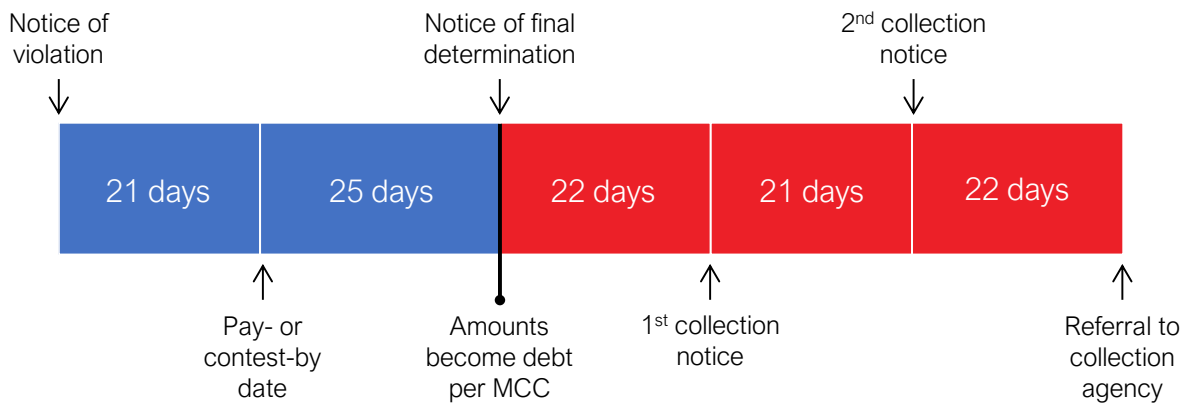 Notice of
violation
Notice of final
determination
2nd collection
notice
21 days
25 days
22 days
21 days
22 days
Pay- or
contest-by
date
Amounts
become debt
per MCC
1st collection
notice
Referral to
collection
agency